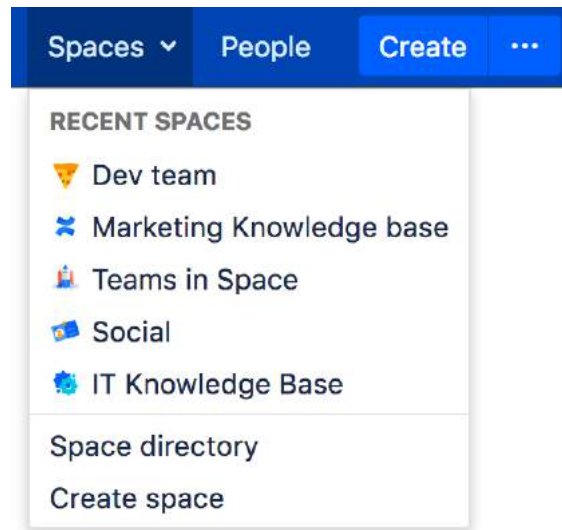 Spaces People Create ...
RECENT SPACES
Dev team
Marketing Knowledge base
Teams in Space
Social
IT Knowledge Base
Space directory
Create space